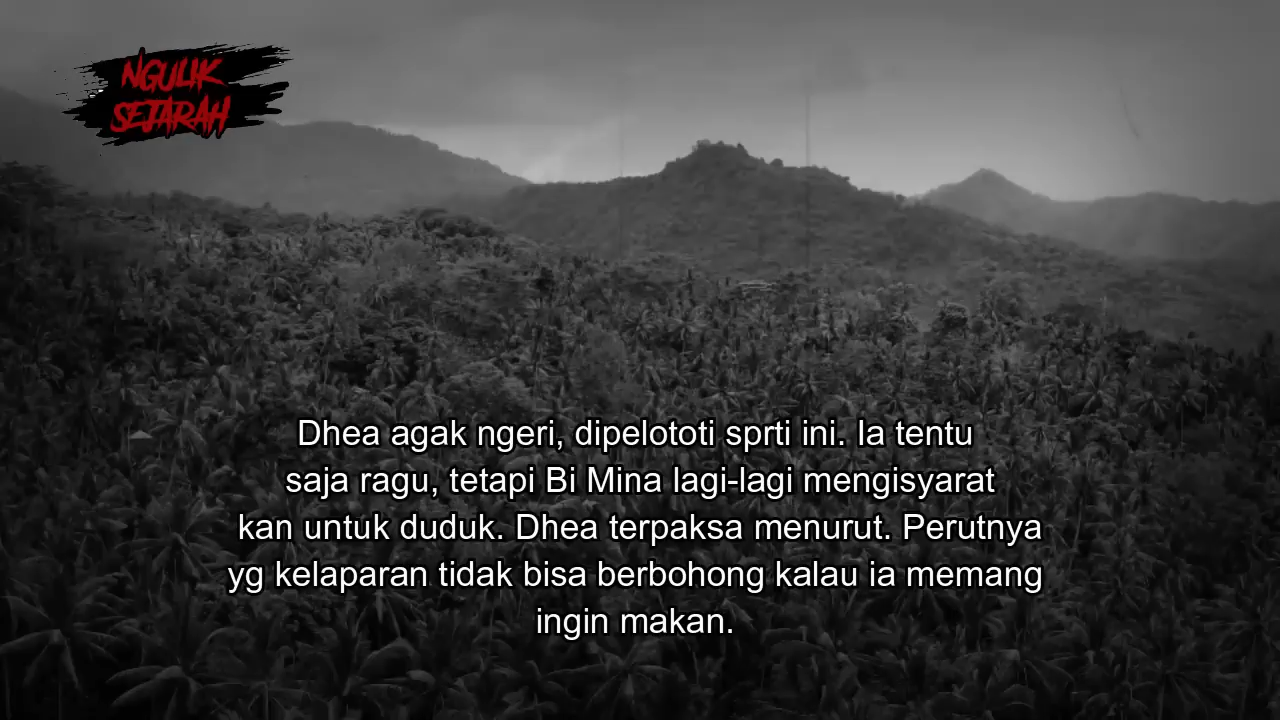 NGULIK
SEJARAH
Dhea agak ngeri, dipelototi sprti ini. Ia tentu
saja ragu, tetapi Bi Mina lagi-lagi mengisyarat
kan untuk duduk. Dhea terpaksa menurut. Perutnya
yg kelaparan tidak bisa berbohong kalau ia memang
ingin makan.